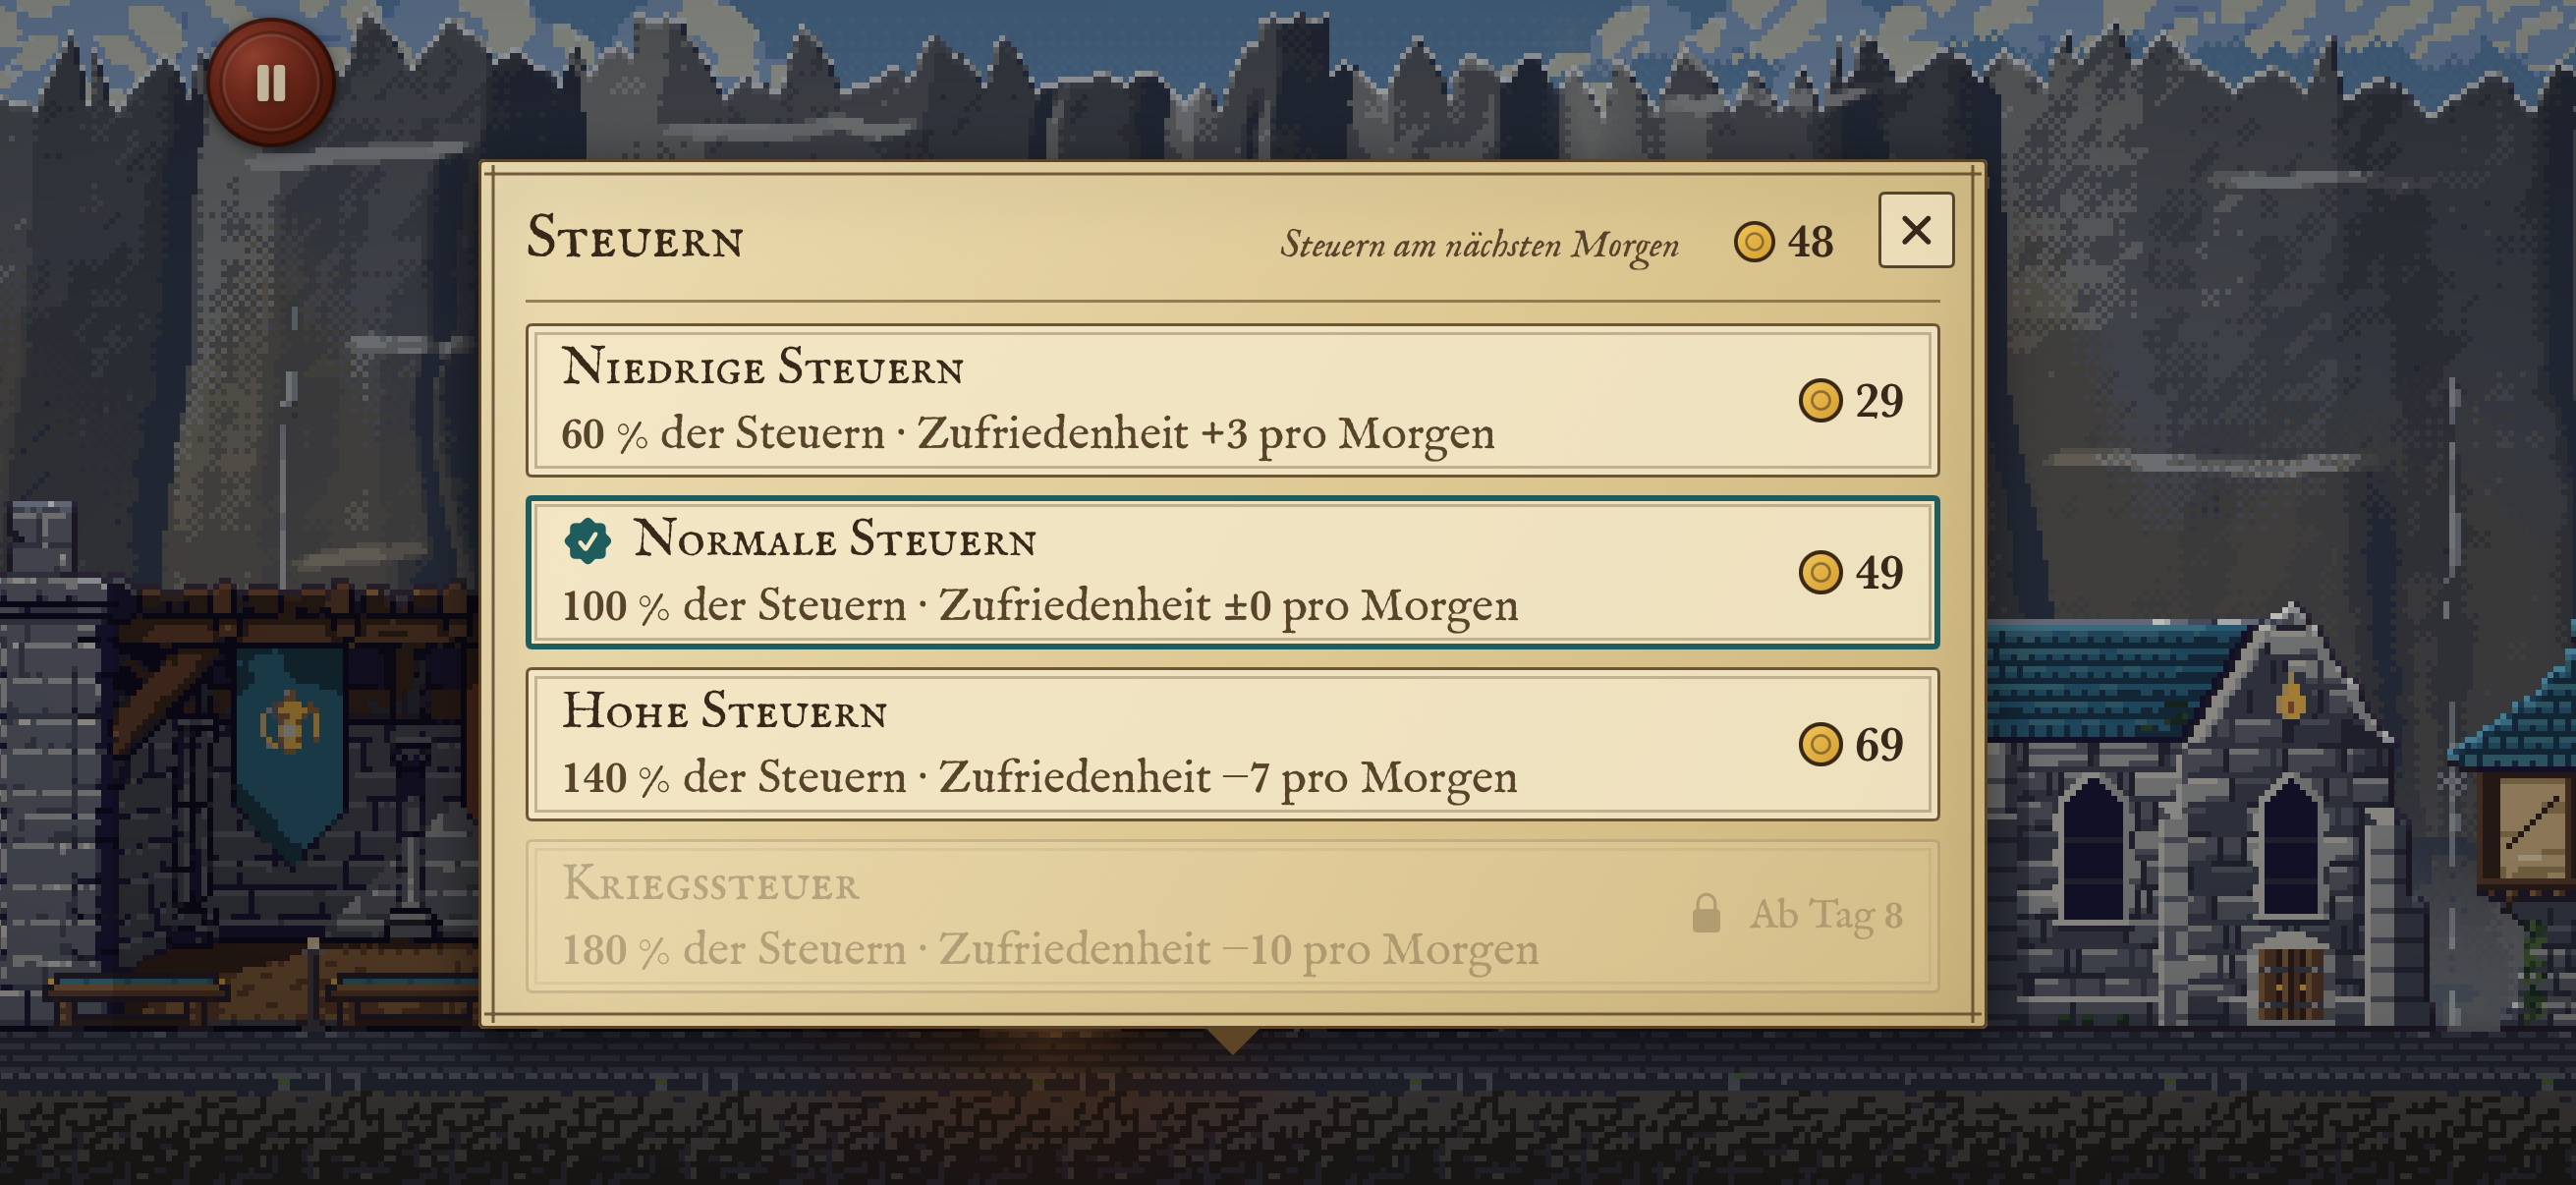 Steuern
Steuern am nächsten Morgen 48
Niedrige Steuern
60 % der Steuern · Zufriedenheit +3 pro Morgen
29
Normale Steuern
100 % der Steuern · Zufriedenheit ±0 pro Morgen
49
Hohe Steuern
140 % der Steuern · Zufriedenheit −7 pro Morgen
69
Kriegssteuer
180 % der Steuern · Zufriedenheit −10 pro Morgen
Ab Tag 8